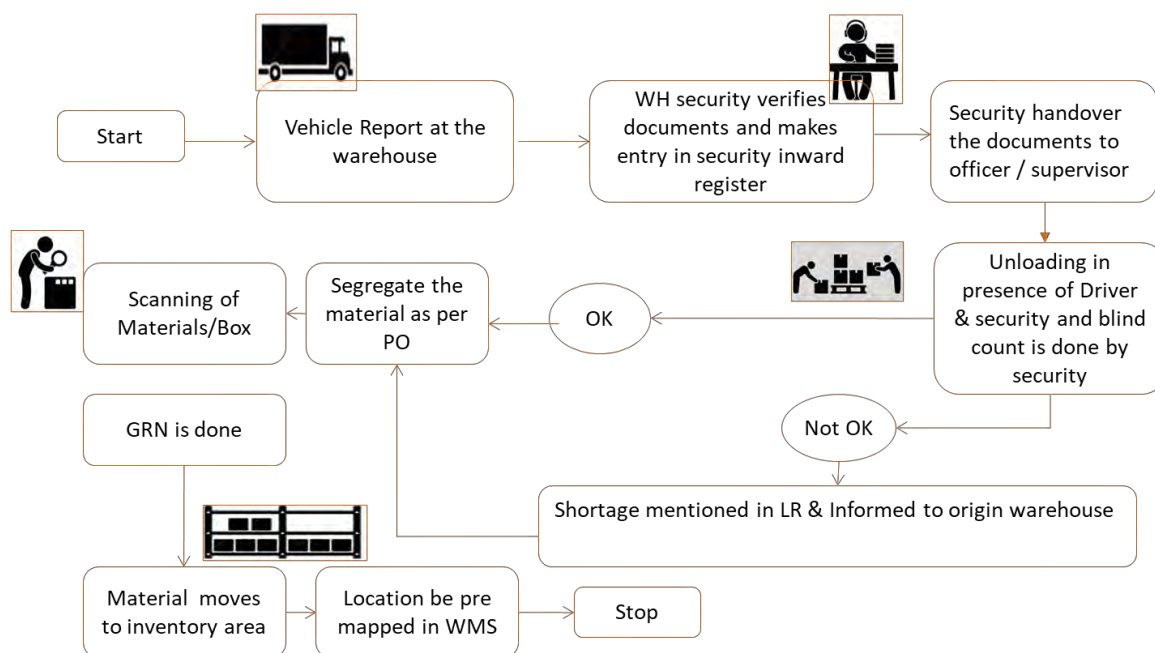 Start
Vehicle Report at the
warehouse
WH security verifies
documents and makes
entry in security inward
register
Security handover
the documents to
officer / supervisor
Unloading in
presence of Driver
& security and blind
count is done by
security
OK
Segregate the
material as per
PO
Scanning of
Materials/Box
Not OK
Shortage mentioned in LR & Informed to origin warehouse
GRN is done
Material moves
to inventory area
Location be pre
mapped in WMS
Stop